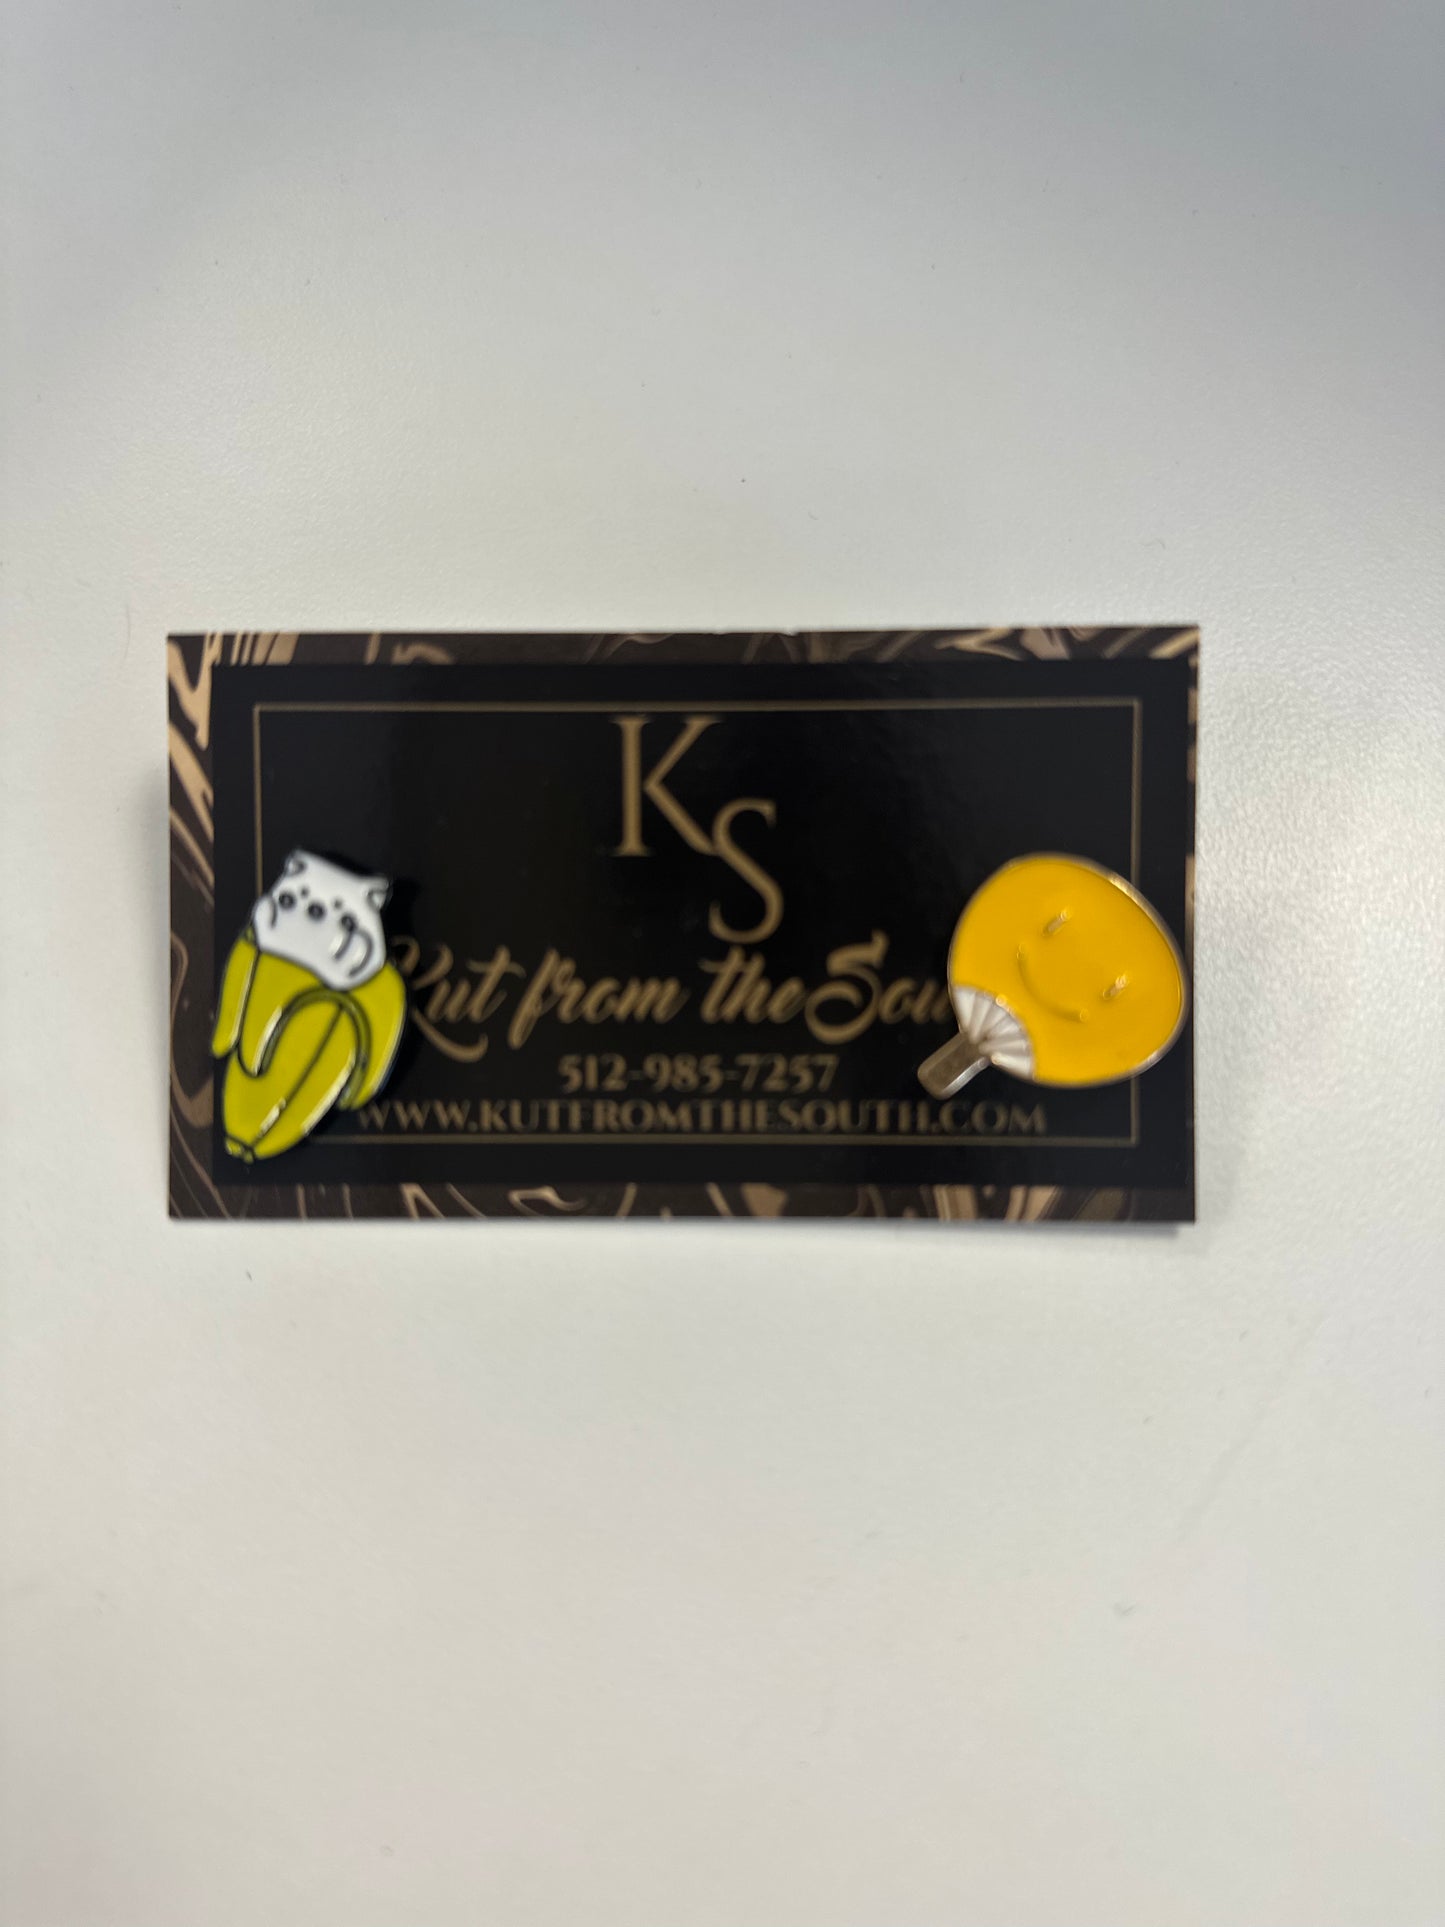 KS
Kut from the Sou
512-985-7257
WWW.KUTFROMTHESOUTH.COM